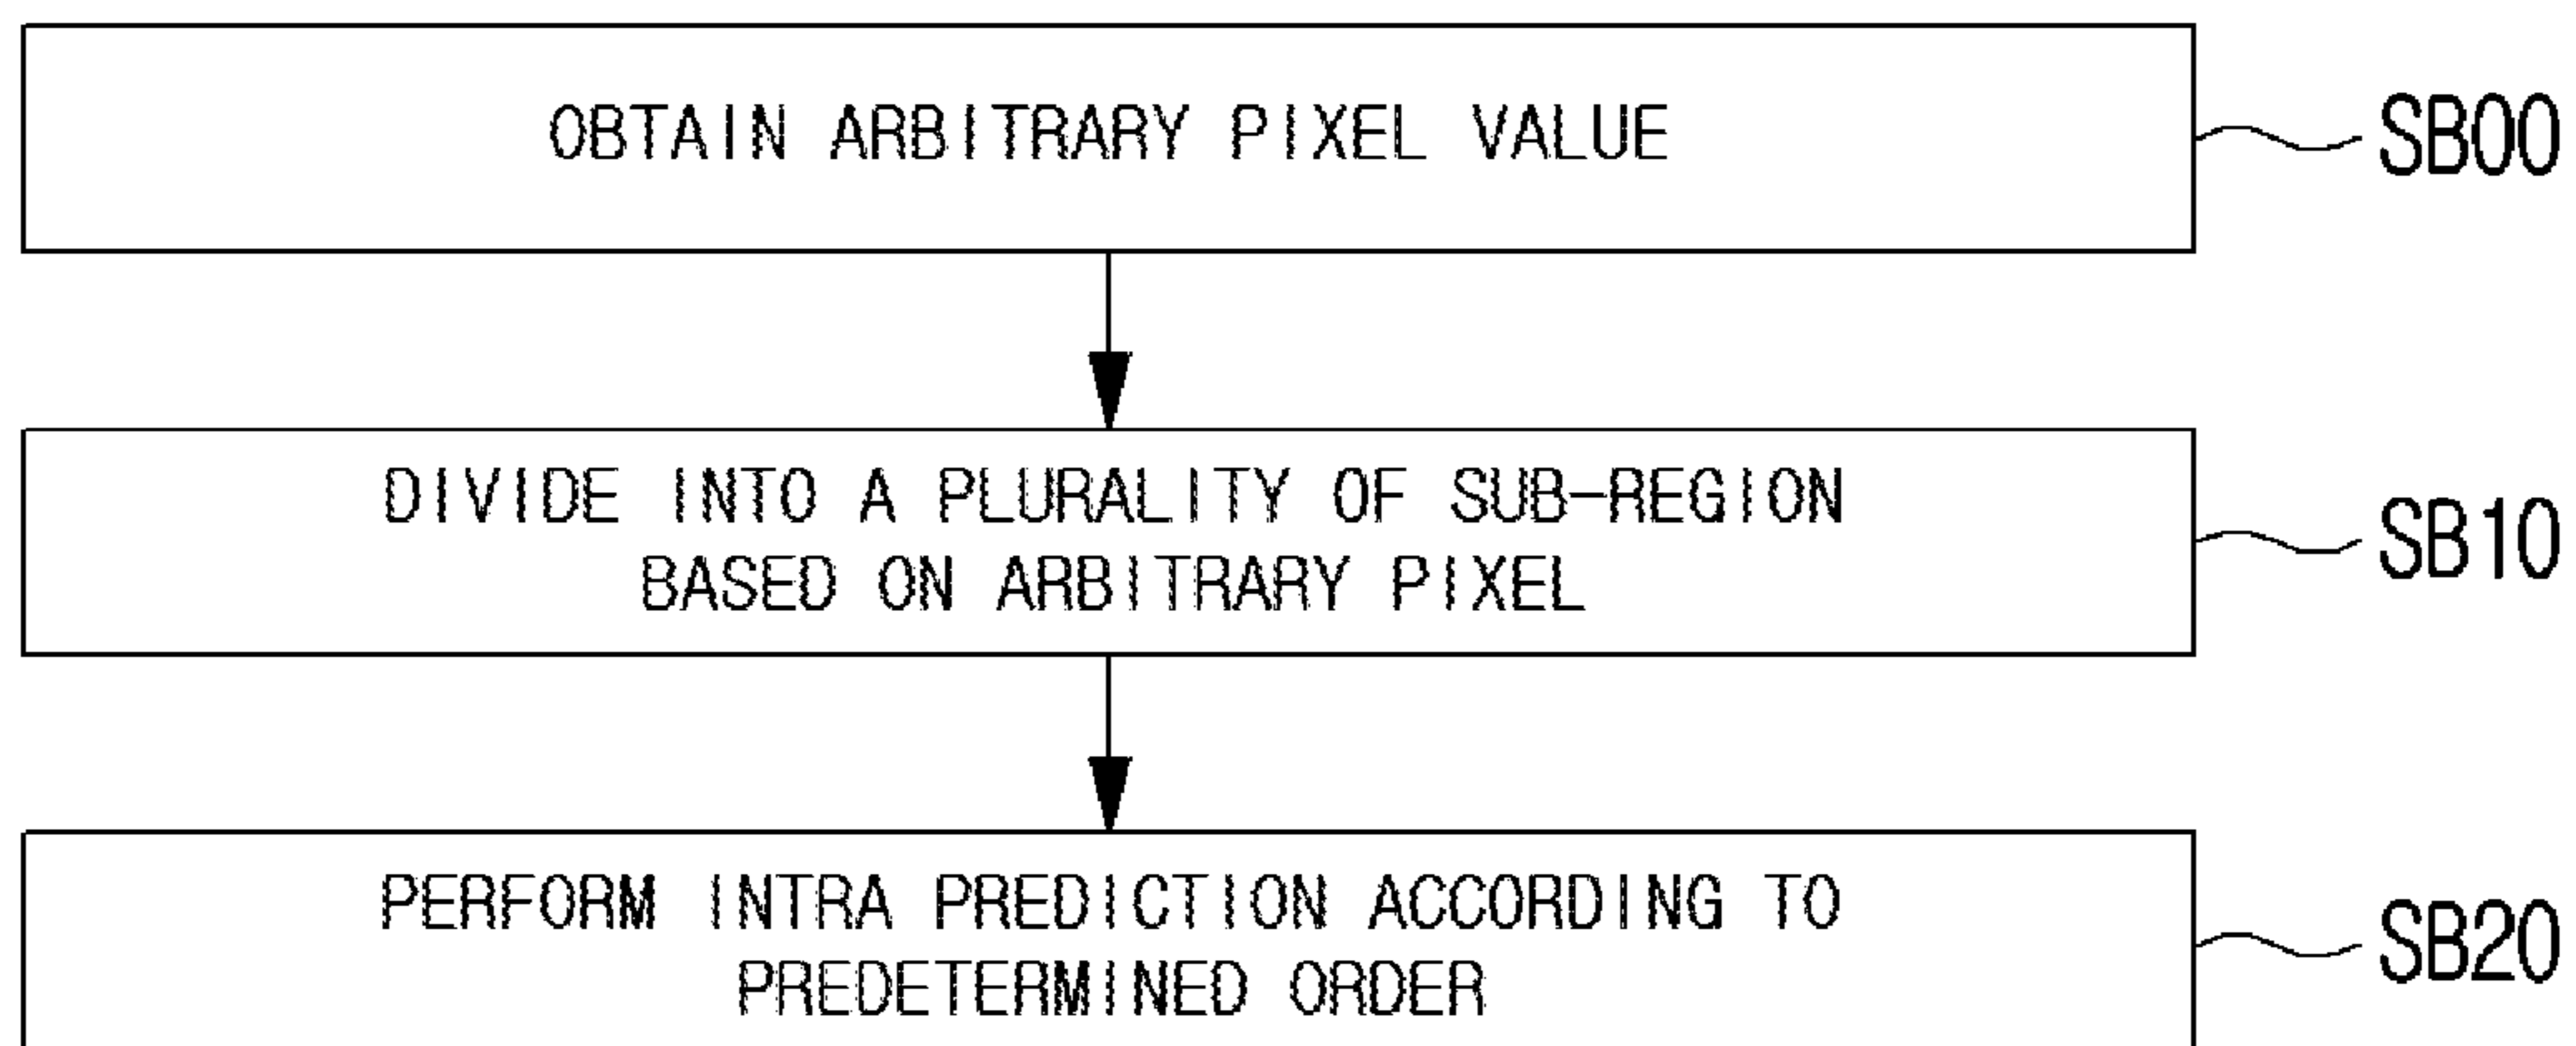 OBTAIN ARBITRARY PIXEL VALUE
SB00
DIVIDE INTO A PLURALITY OF SUB-REGION
BASED ON ARBITRARY PIXEL
SB10
PERFORM INTRA PREDICTION ACCORDING TO
PREDETERMINED ORDER
SB20